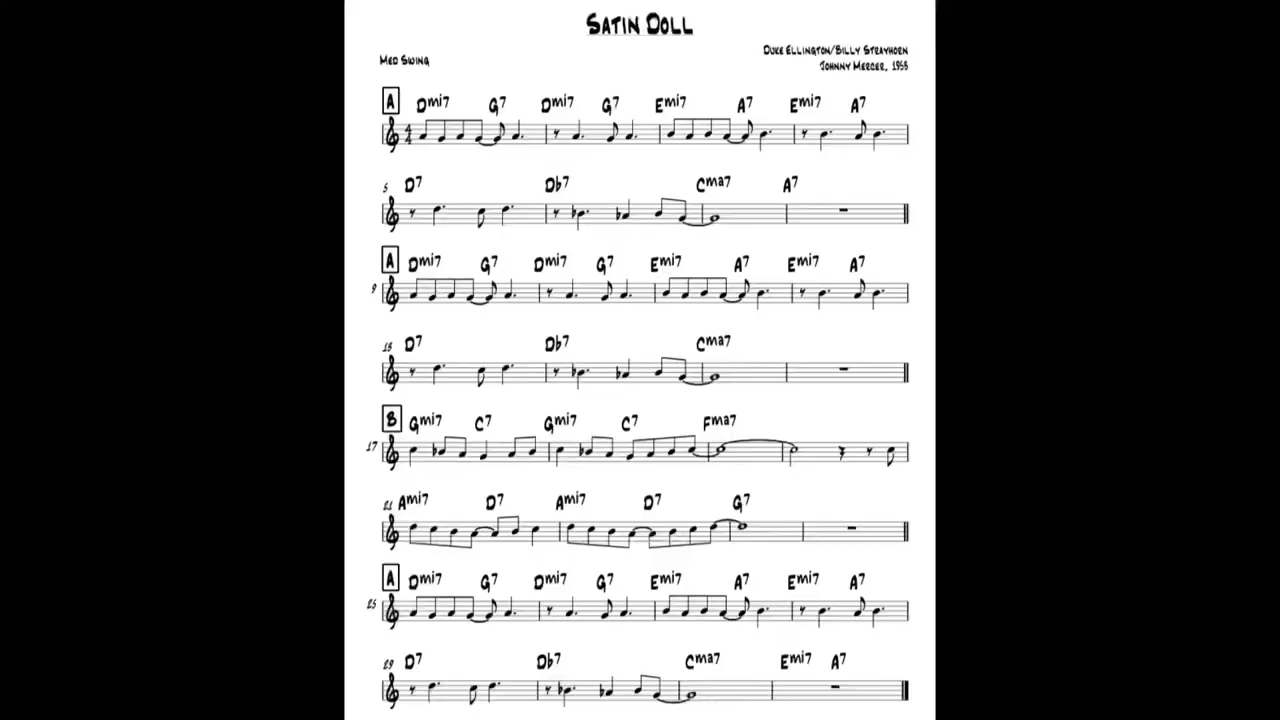 SATIN DOLL
DUKE ELLINGTON/BILLY STRAYHORN
MED SWING
JOHNNY MERCER, 1958
A Dmi7 G7 Dmi7 G7 Emi7 A7 Emi7 A7
4
4
5 D7 Db7 Cma7 A7
A Dmi7 G7 Dmi7 G7 Emi7 A7 Emi7 A7
9
13 D7 Db7 Cma7
B Gmi7 C7 Gmi7 C7 Fma7
17
21 Ami7 D7 Ami7 D7 G7
A Dmi7 G7 Dmi7 G7 Emi7 A7 Emi7 A7
25
29 D7 Db7 Cma7 Emi7 A7